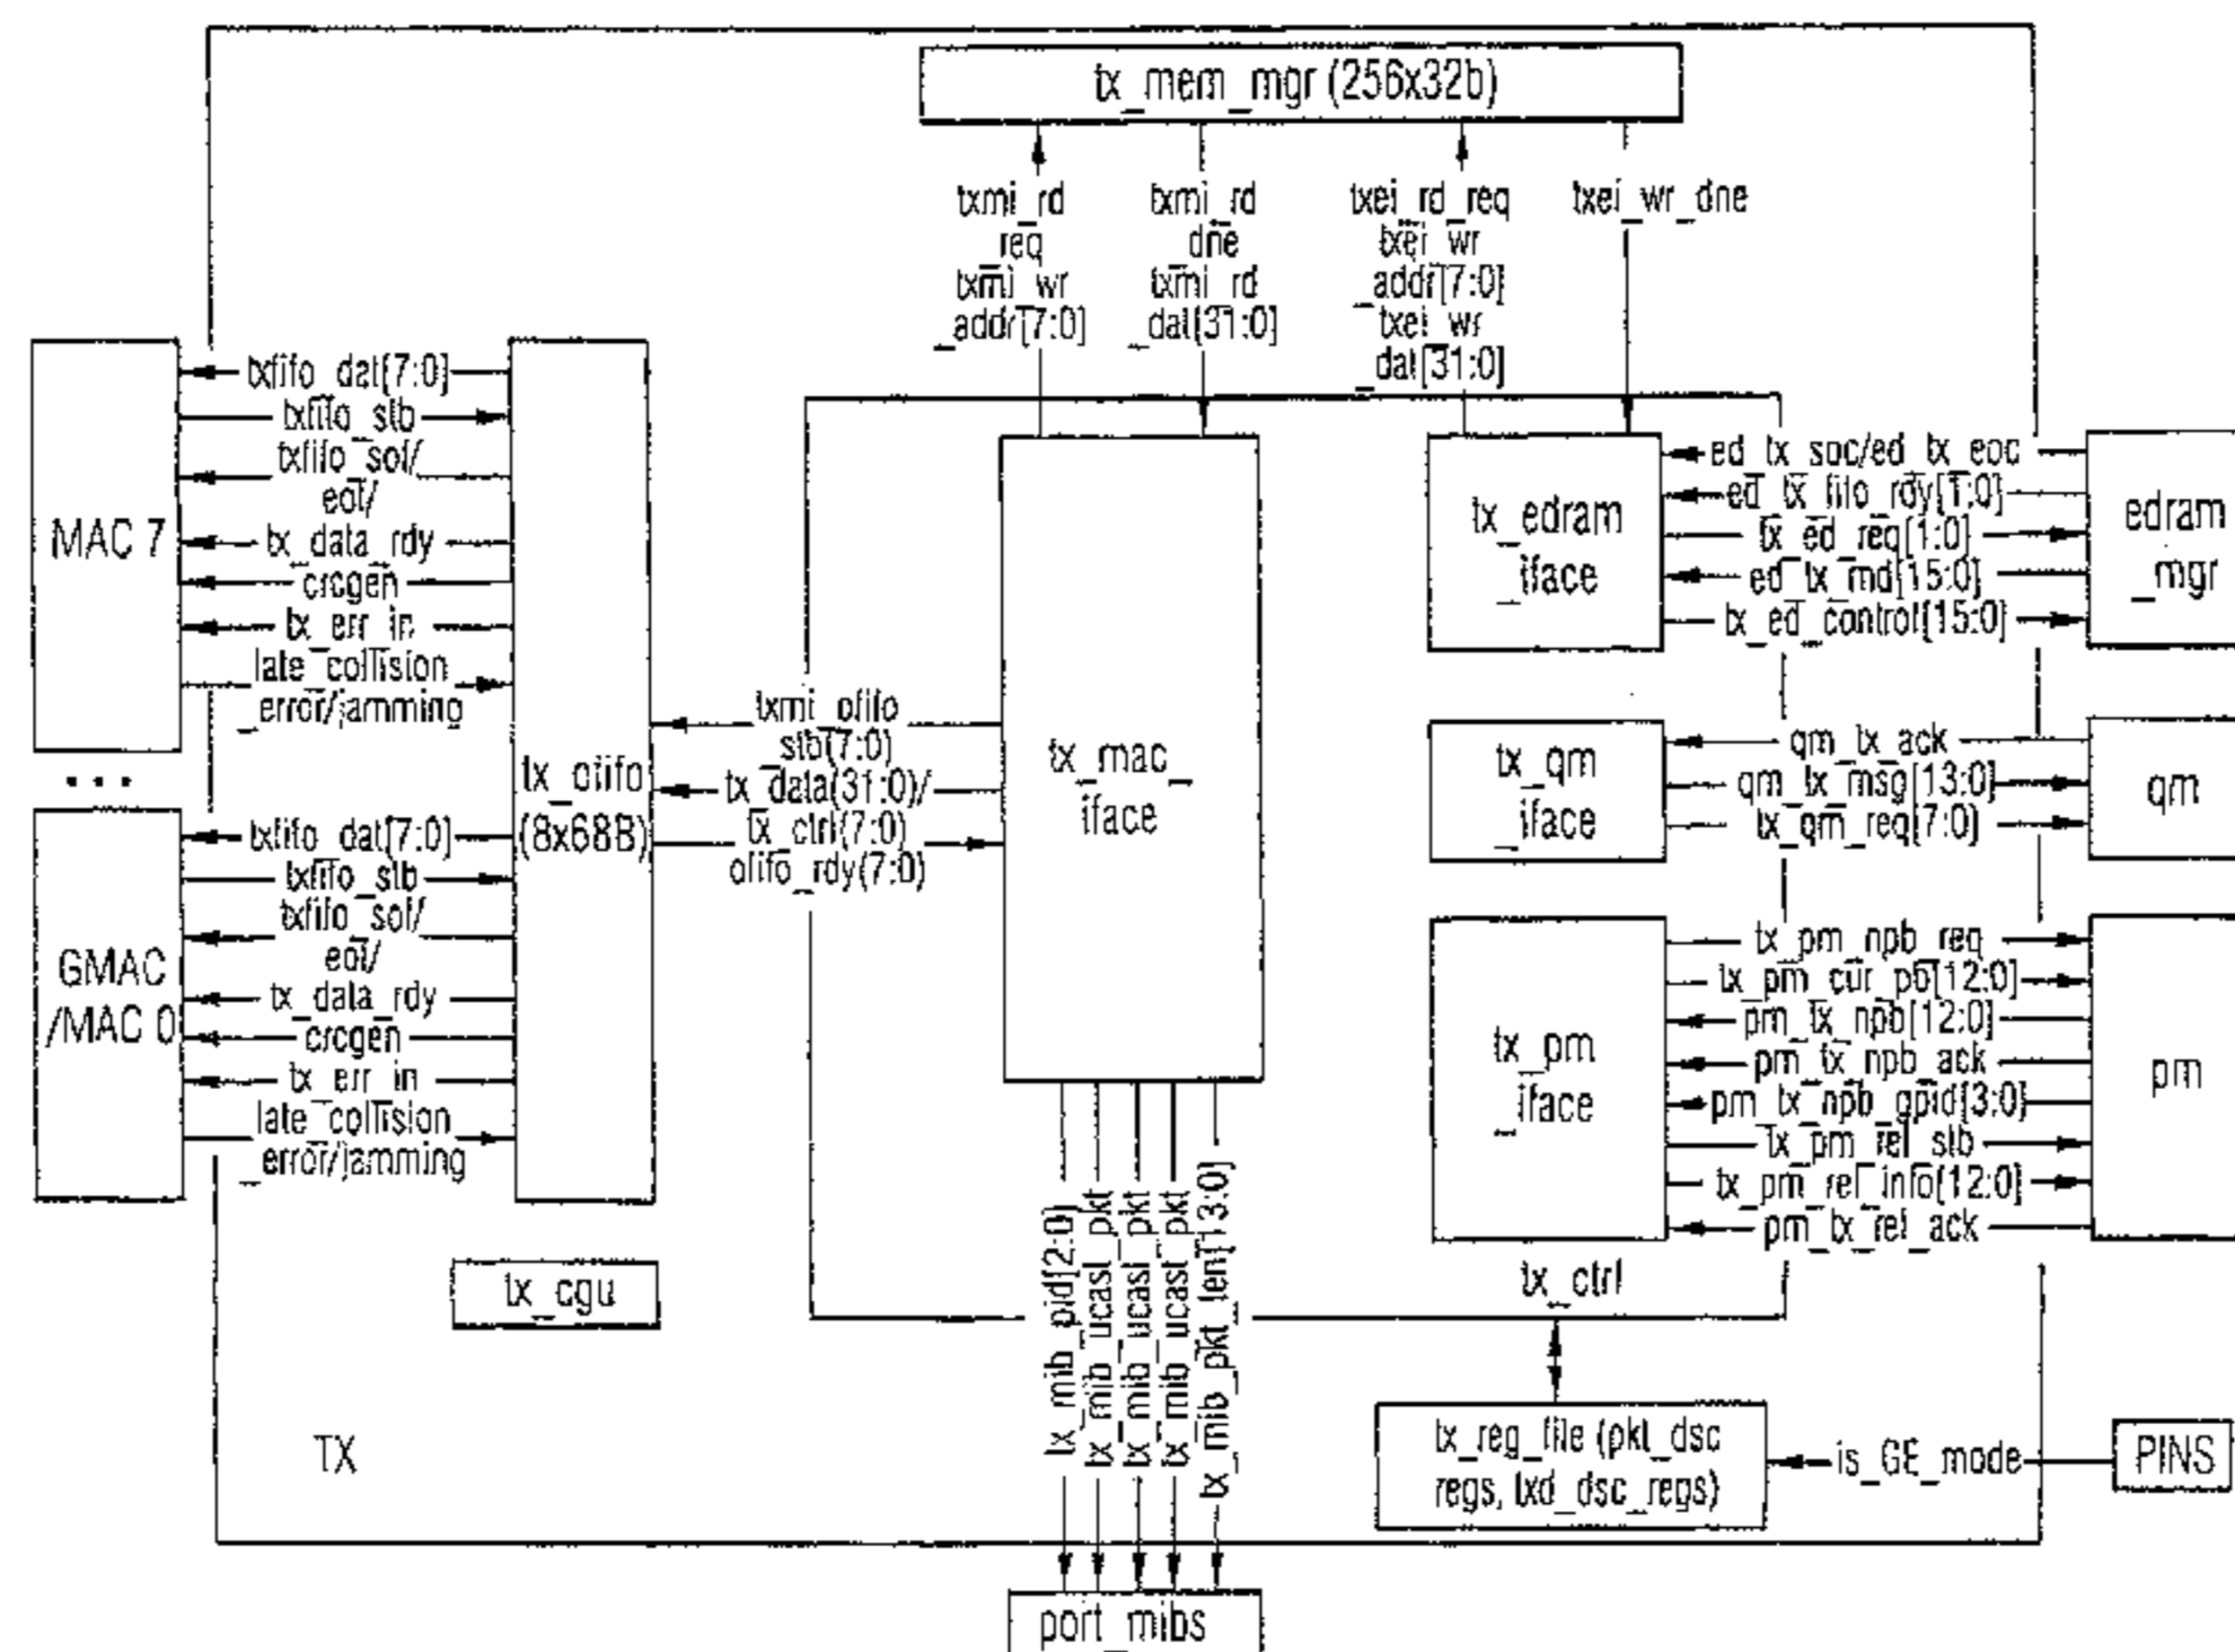 tx_mem_mgr (256x32b)
txmi_rd
_req
txmi_wr
_addr[7:0]
txmi_rd
_dne
txmi_rd
_dat[31:0]
txei_rd_req
txei_wr
_addr[7:0]
txei_wr
_dat[31:0]
txei_wr_dne
MAC 7
txfifo_dat[7:0]
txfifo_stb
txfifo_sof/
eof/
tx_data_rdy
crcgen
tx_err_in
late_collision
_error/jamming
...
GMAC
/MAC 0
txfifo_dat[7:0]
txfifo_stb
txfifo_sof/
eof/
tx_data_rdy
crcgen
tx_err_in
late_collision
_error/jamming
tx_ofifo
(8x68B)
txmi_ofifo
_stb(7:0)
tx_data(31:0)/
tx_ctrl(7:0)
ofifo_rdy(7:0)
tx_mac_
iface
tx_edram
_iface
ed_tx_soc/ed_tx_eoc
ed_tx_fifo_rdy[1:0]
tx_ed_req[1:0]
ed_tx_md[15:0]
tx_ed_control[15:0]
edram
_mgr
tx_qm
_iface
qm_tx_ack
qm_tx_msg[13:0]
tx_qm_req(7:0)
qm
tx_pm
_iface
tx_pm_npb_req
tx_pm_cur_pb[12:0]
pm_tx_npb[12:0]
pm_tx_npb_ack
pm_tx_npb_gpid[3:0]
tx_pm_rel_stb
tx_pm_rel_info[12:0]
pm_tx_rel_ack
pm
tx_ctrl
tx_cgu
tx_mib_pid[2:0]
tx_mib_ucast_pkt
tx_mib_ucast_pkt
tx_mib_ucast_pkt
tx_mib_pkt_len[13:0]
TX
tx_reg_file (pkt_dsc
regs, txd_dsc_regs)
is_GE_mode
PINS
port_mibs